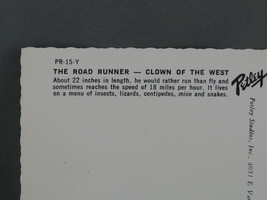 PR-15-Y
THE ROAD RUNNER — CLOWN OF THE WEST
About 22 inches in length, he would rather run than fly and
sometimes reaches the speed of 18 miles per hour. It lives
on a menu of insects, lizards, centipedes, mice and snakes.
Petley
Petley Studios, Inc., 4051 E. Va